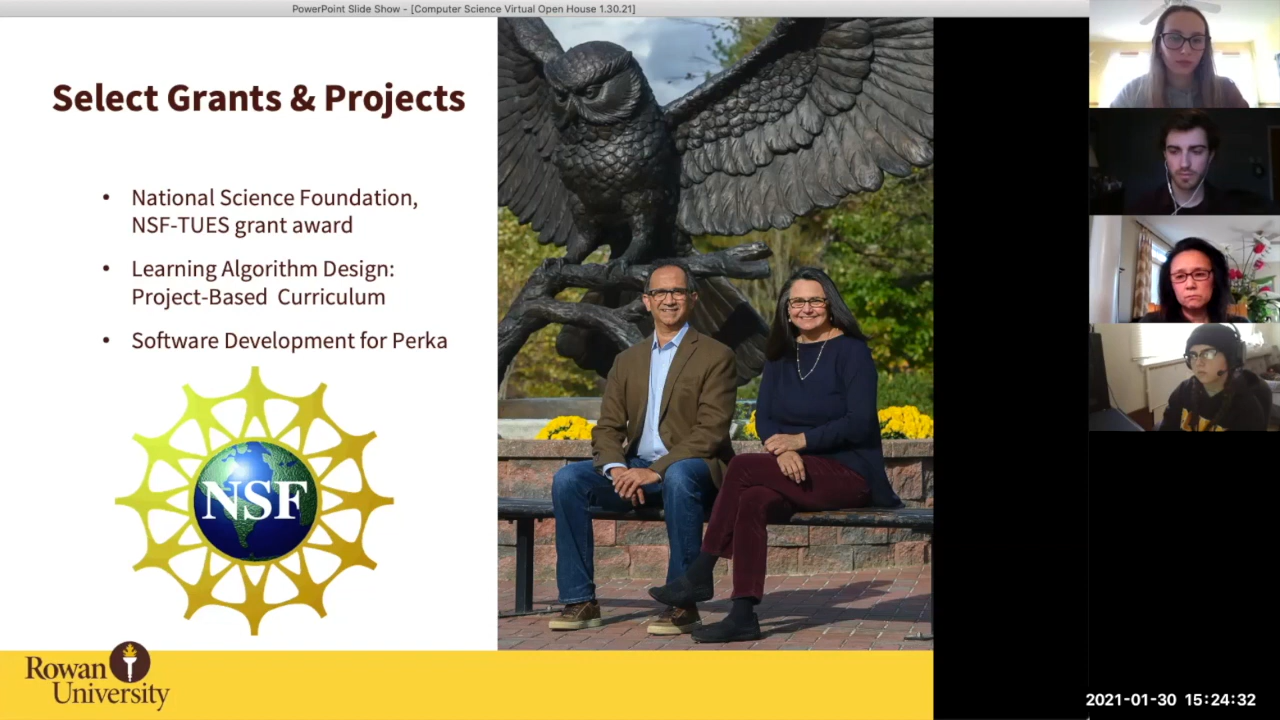 PowerPoint Slide Show - [Computer Science Virtual Open House 1.30.21]
Select Grants & Projects
• National Science Foundation,
NSF-TUES grant award
• Learning Algorithm Design:
Project-Based Curriculum
• Software Development for Perka
NSF
Rowan
University
2021-01-30 15:24:32